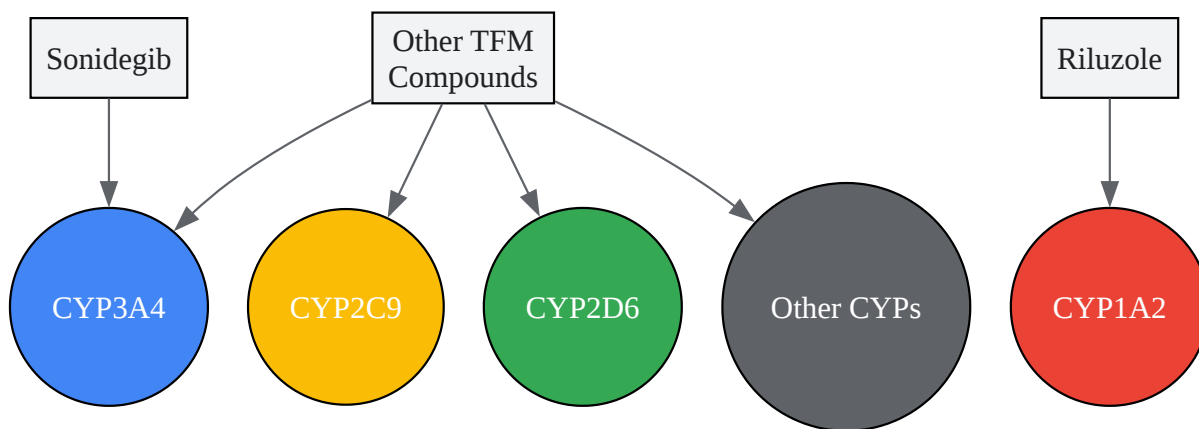 Sonidegib
Other TFM
Compounds
Riluzole
CYP3A4
CYP2C9
CYP2D6
Other CYPs
CYP1A2